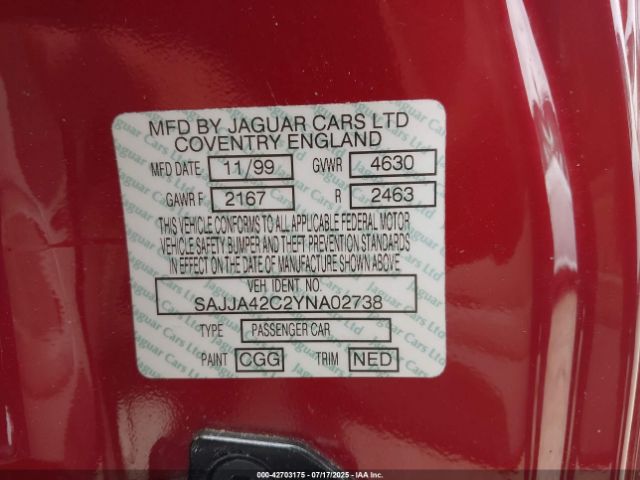 MFD BY JAGUAR CARS LTD
COVENTRY ENGLAND
MFD DATE 11/99 GVWR 4630
GAWR F 2167 R 2463
THIS VEHICLE CONFORMS TO ALL APPLICABLE FEDERAL MOTOR
VEHICLE SAFETY BUMPER AND THEFT PREVENTION STANDARDS
IN EFFECT ON THE DATE OF MANUFACTURE SHOWN ABOVE
VEH IDENT. NO.
SAJJA42C2YNA02738
TYPE PASSENGER CAR
PAINT CGG TRIM NED
000-42703175 | 07/17/2025 | © IAA Inc.